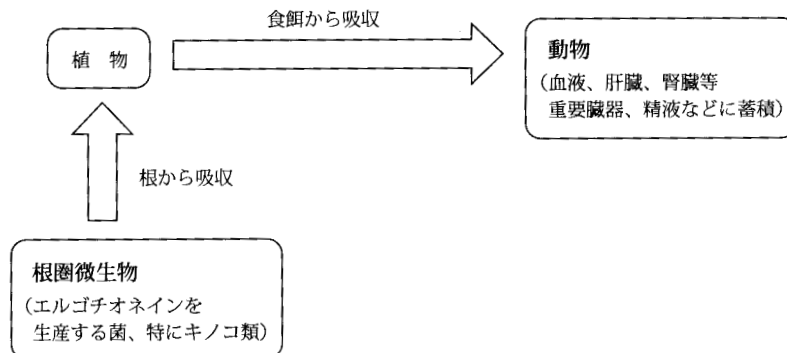 食餌から吸収
植 物
動物
(血液、肝臓、腎臓等
重要臓器、精液などに蓄積)
根から吸収
根圏微生物
(エルゴチオネインを
生産する菌、特にキノコ類)